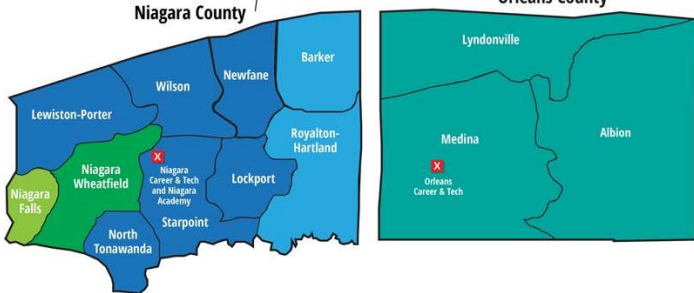 Niagara County
Orleans County
Barker
Newfane
Wilson
Lewiston-Porter
Royalton-
Hartland
Niagara
Wheatfield
X
Niagara
Career & Tech
and Niagara
Academy
Lockport
Niagara
Falls
Starpoint
North
Tonawanda
Lyndonville
Albion
Medina
X
Orleans
Career & Tech